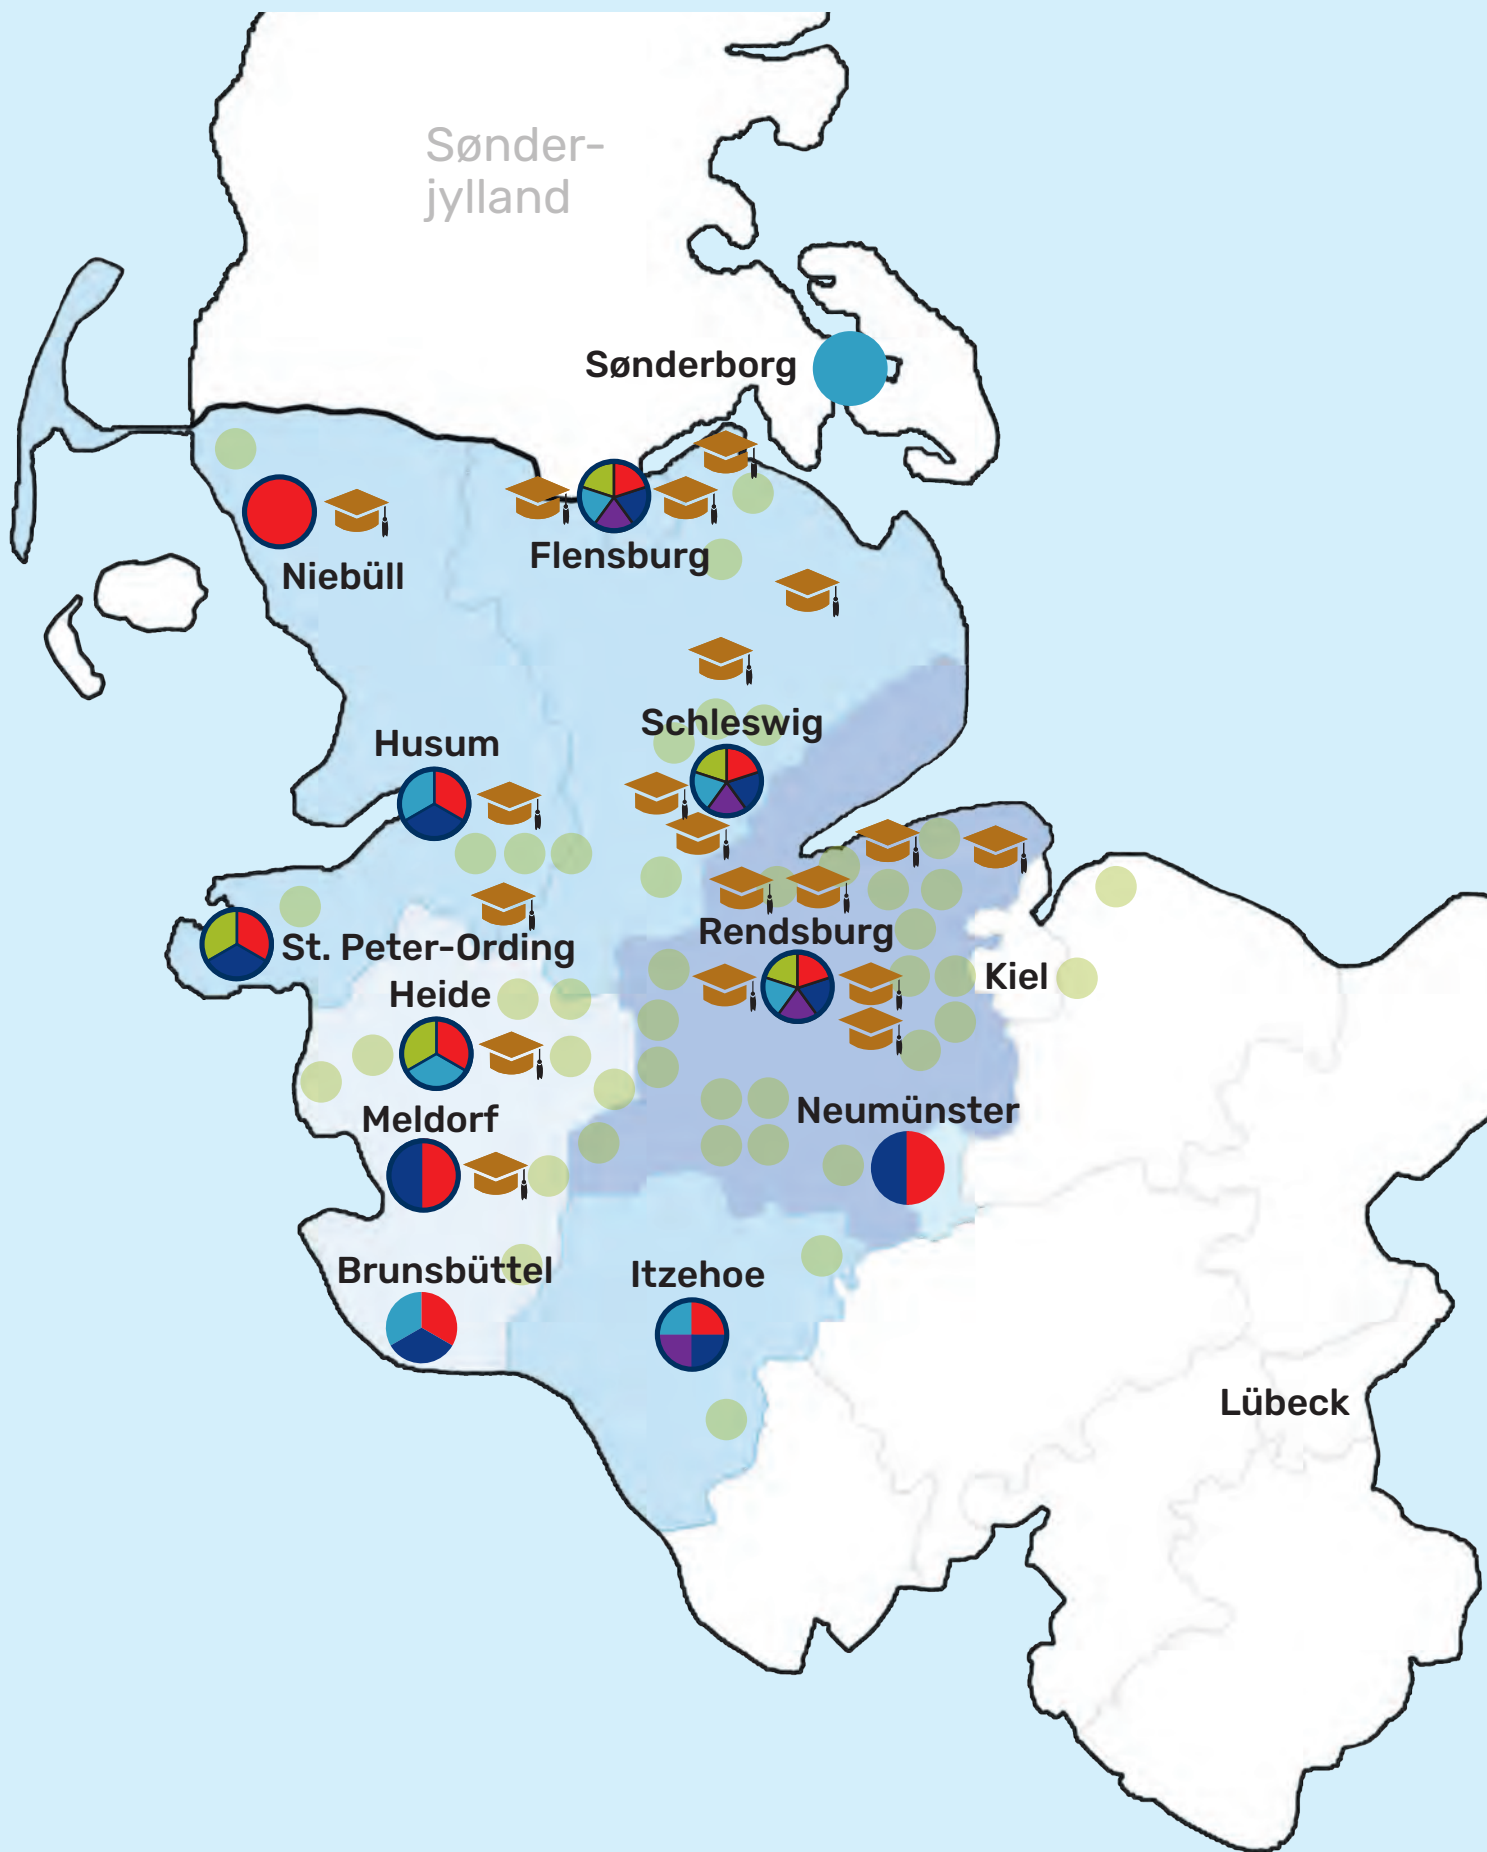 Sønder-
jylland
Sønderborg
Flensburg
Niebüll
Schleswig
Husum
Rendsburg
St. Peter-Ording
Kiel
Heide
Neumünster
Meldorf
Brunsbüttel
Itzehoe
Lübeck